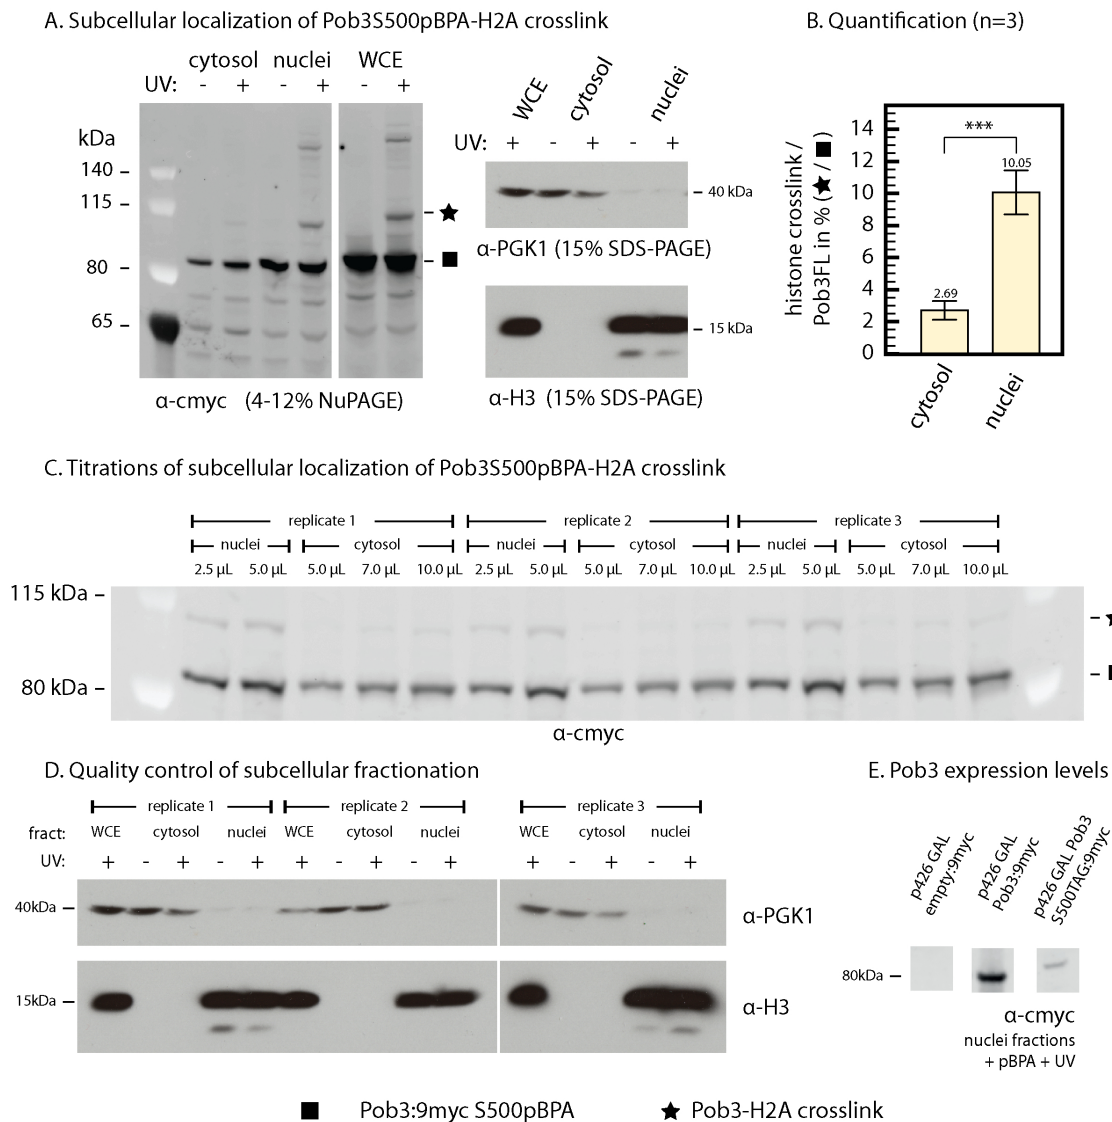 A. Subcellular localization of Pob3S500pBPA-H2A crosslink
cytosol nuclei WCE
UV: - + - + - +
kDa
140
115
80
65
α-cmyc (4-12% NuPAGE)
WCE cytosol nuclei
UV: + - + - +
40 kDa
α-PGK1 (15% SDS-PAGE)
15 kDa
α-H3 (15% SDS-PAGE)
B. Quantification (n=3)
histone crosslink /
Pob3FL in % (★/■)
14
12
10
8
6
4
2
0
***
10.05
2.69
cytosol nuclei
C. Titrations of subcellular localization of Pob3S500pBPA-H2A crosslink
replicate 1 replicate 2 replicate 3
nuclei cytosol nuclei cytosol nuclei cytosol
2.5 µL 5.0 µL 5.0 µL 7.0 µL 10.0 µL 2.5 µL 5.0 µL 5.0 µL 7.0 µL 10.0 µL 2.5 µL 5.0 µL 5.0 µL 7.0 µL 10.0 µL
115 kDa
80 kDa
α-cmyc
D. Quality control of subcellular fractionation
replicate 1 replicate 2 replicate 3
fract: WCE cytosol nuclei WCE cytosol nuclei WCE cytosol nuclei
UV: + - + - + + - + - + + - + - +
40kDa
α-PGK1
15kDa
α-H3
E. Pob3 expression levels
p426 GAL
empty:9myc
p426 GAL
Pob3:9myc
p426 GAL Pob3
S500TAG:9myc
80kDa
α-cmyc
nuclei fractions
+ pBPA + UV
■ Pob3:9myc S500pBPA ★ Pob3-H2A crosslink